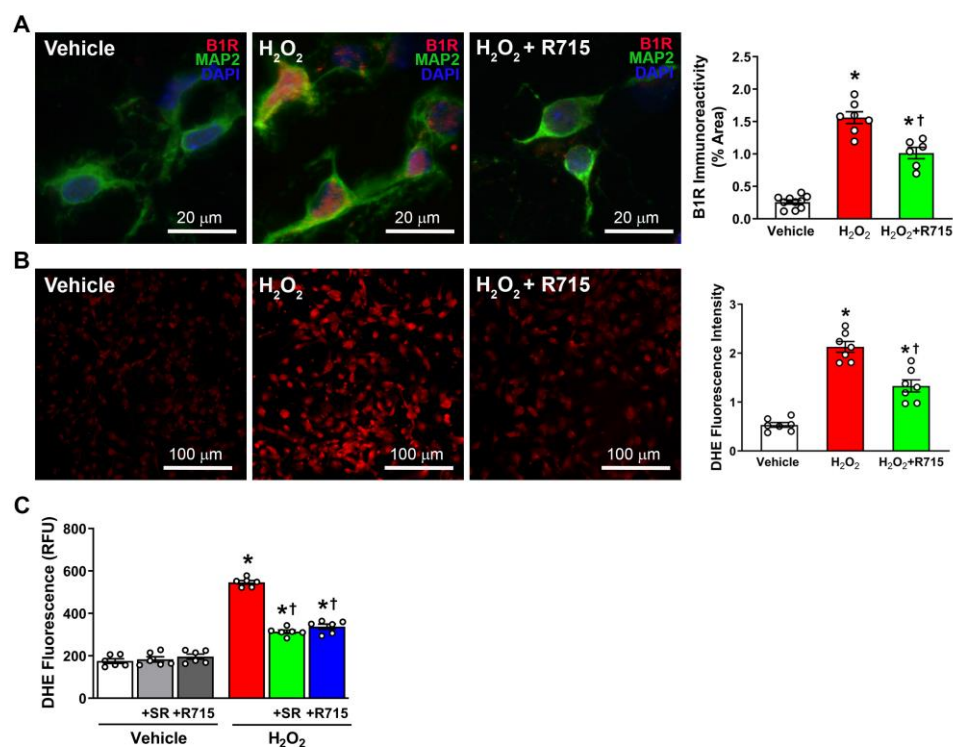 A
Vehicle
B1R
MAP2
DAPI
20 μm
H₂O₂
B1R
MAP2
DAPI
20 μm
H₂O₂ + R715
B1R
MAP2
DAPI
20 μm
B1R Immunoreactivity
(% Area)
2.5
2.0
1.5
1.0
0.5
0.0
*
* †
Vehicle
H₂O₂
H₂O₂+R715
B
Vehicle
100 μm
H₂O₂
100 μm
H₂O₂ + R715
100 μm
DHE Fluorescence Intensity
3
2
1
0
*
* †
Vehicle
H₂O₂
H₂O₂+R715
C
DHE Fluorescence (RFU)
800
600
400
200
0
*
*†
*†
+SR +R715
+SR +R715
Vehicle
H₂O₂